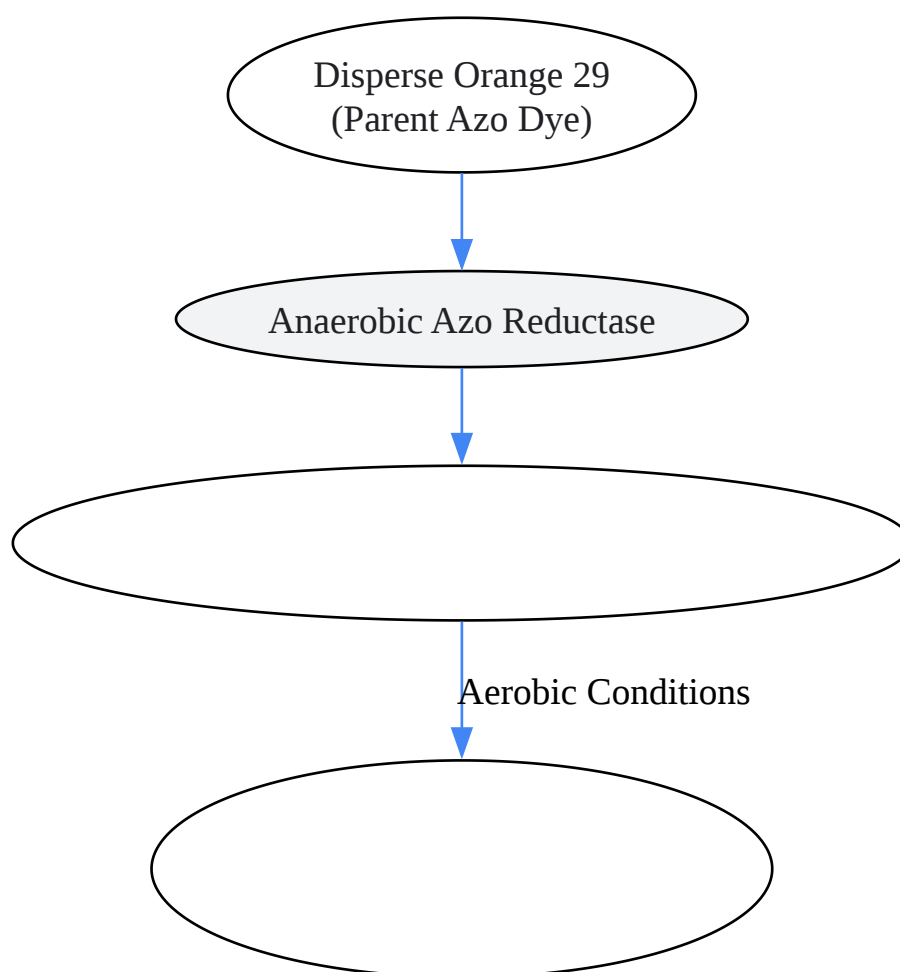 Disperse Orange 29
(Parent Azo Dye)
Anaerobic Azo Reductase
Aerobic Conditions